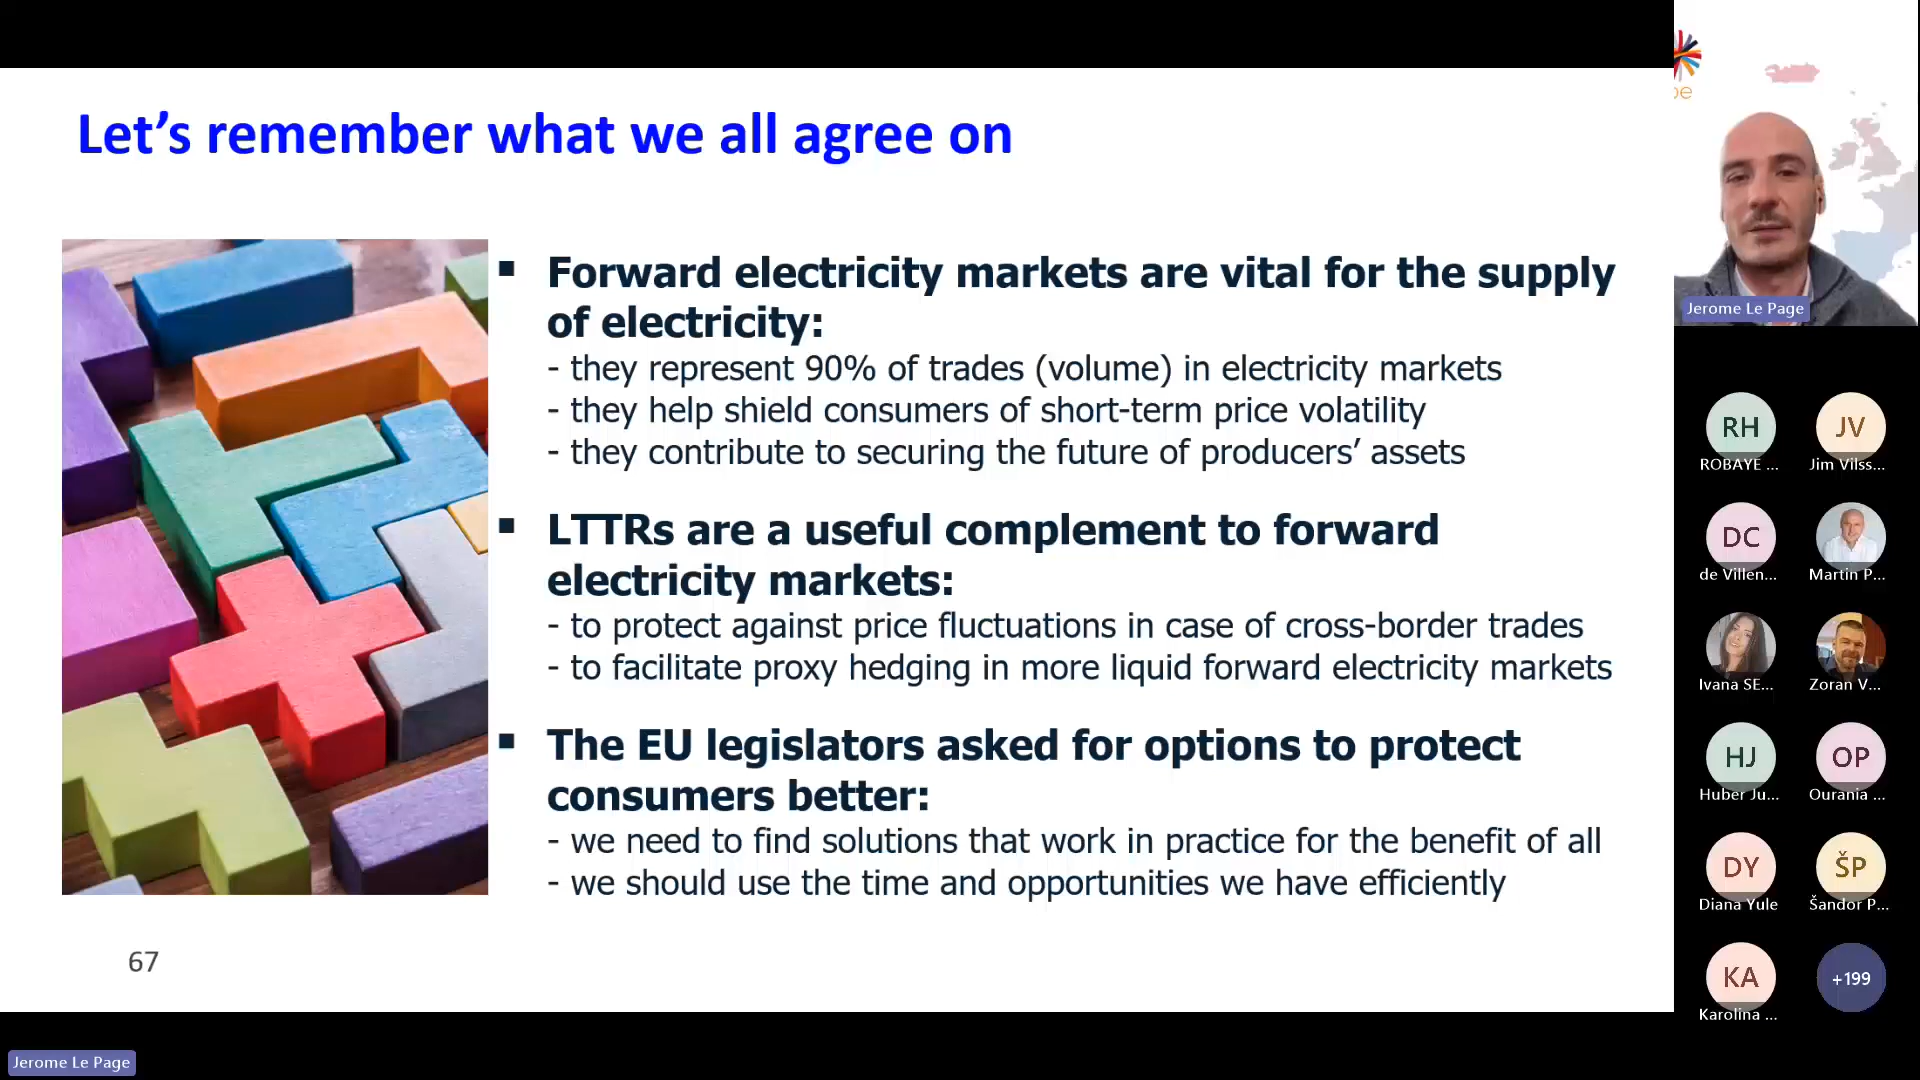 Let’s remember what we all agree on
▪ Forward electricity markets are vital for the supply
of electricity:
- they represent 90% of trades (volume) in electricity markets
- they help shield consumers of short-term price volatility
- they contribute to securing the future of producers’ assets
▪ LTTRs are a useful complement to forward
electricity markets:
- to protect against price fluctuations in case of cross-border trades
- to facilitate proxy hedging in more liquid forward electricity markets
▪ The EU legislators asked for options to protect
consumers better:
- we need to find solutions that work in practice for the benefit of all
- we should use the time and opportunities we have efficiently
67
Jerome Le Page
Jerome Le Page
RH
ROBAYE ...
JV
Jim Vilss...
DC
de Villen...
Martin P...
Ivana SE...
Zoran V...
HJ
Huber Ju...
OP
Ourania ...
DY
Diana Yule
ŠP
Šandor P...
KA
Karolina ...
+199